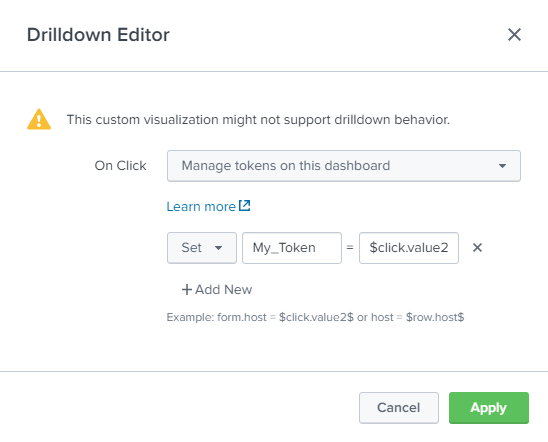 Drilldown Editor
This custom visualization might not support drilldown behavior.
On Click Manage tokens on this dashboard
Learn more
Set My_Token = $click.value2
+ Add New
Example: form.host = $click.value2$ or host = $row.host$
Cancel Apply